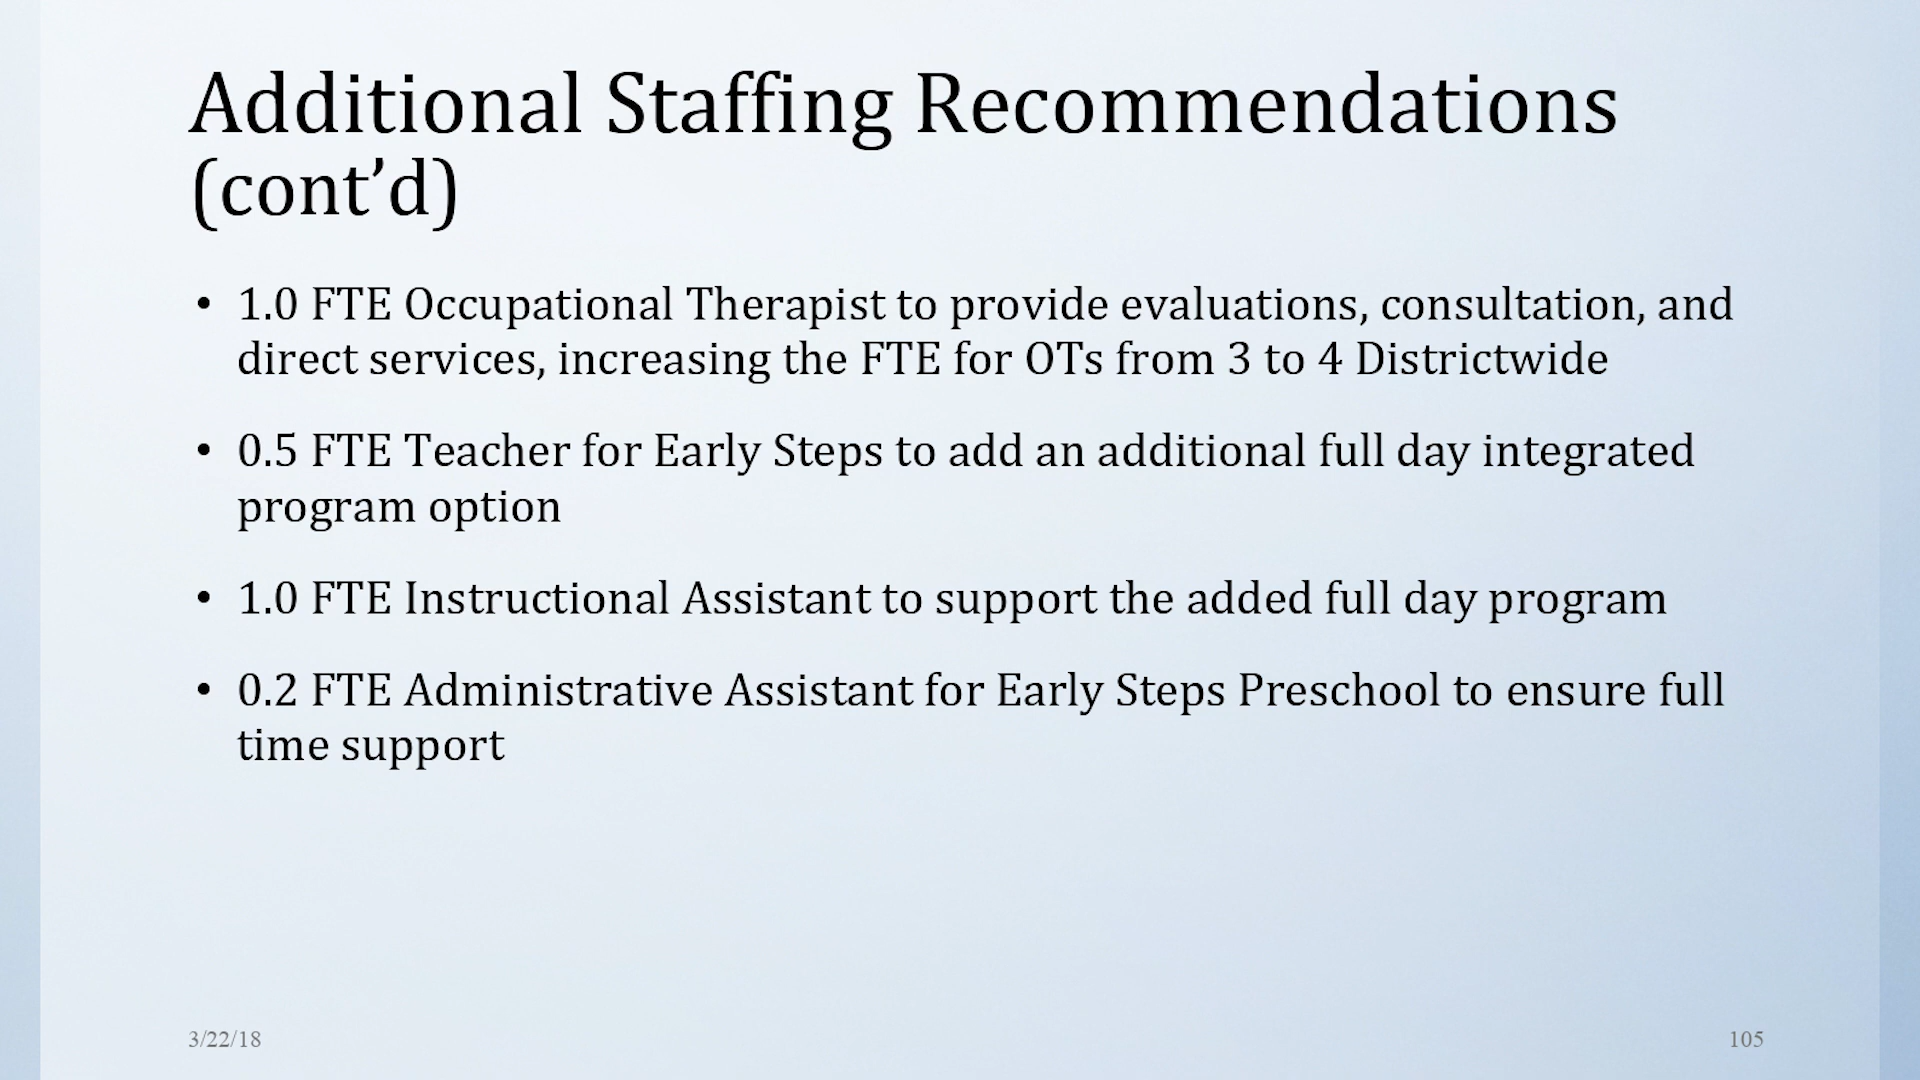 Additional Staffing Recommendations
(cont’d)
• 1.0 FTE Occupational Therapist to provide evaluations, consultation, and
direct services, increasing the FTE for OTs from 3 to 4 Districtwide
• 0.5 FTE Teacher for Early Steps to add an additional full day integrated
program option
• 1.0 FTE Instructional Assistant to support the added full day program
• 0.2 FTE Administrative Assistant for Early Steps Preschool to ensure full
time support
3/22/18
105